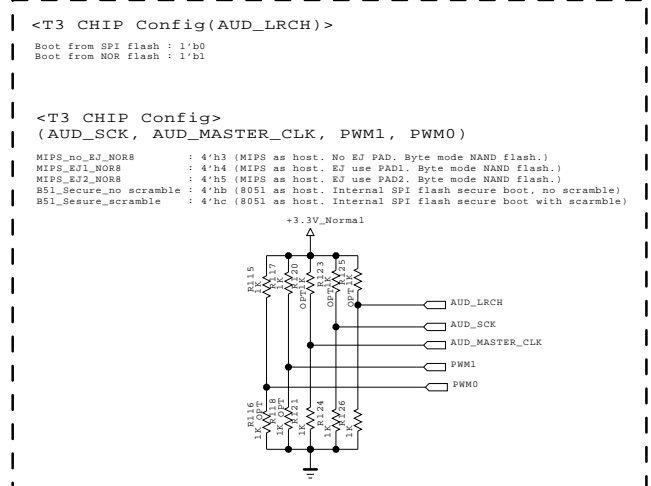 <T3 CHIP Config(AUD_LRCH)>
Boot from SPI flash : 1'b0
Boot from NOR flash : 1'b1
<T3 CHIP Config>
(AUD_SCK, AUD_MASTER_CLK, PWM1, PWM0)
MIPS_no_EJ_NOR8 : 4'h3 (MIPS as host. No EJ PAD. Byte mode NAND flash.)
MIPS_EJ1_NOR8 : 4'h4 (MIPS as host. EJ use PAD1. Byte mode NAND flash.)
MIPS_EJ2_NOR8 : 4'h5 (MIPS as host. EJ use PAD2. Byte mode NAND flash.)
B51_Secure_no scramble : 4'hb (8051 as host. Internal SPI flash secure boot, no scramble)
B51_Sesure_scramble : 4'hc (8051 as host. Internal SPI flash secure boot with scarmble)
+3.3V_Normal
R115
1K
R117
1K
R120
1K
OPT
R123
1K
OPT
R125
1K
OPT
AUD_LRCH
AUD_SCK
AUD_MASTER_CLK
PWM1
PWM0
R116
1K
OPT
R118
1K
OPT
R121
1K
R124
1K
R126
1K